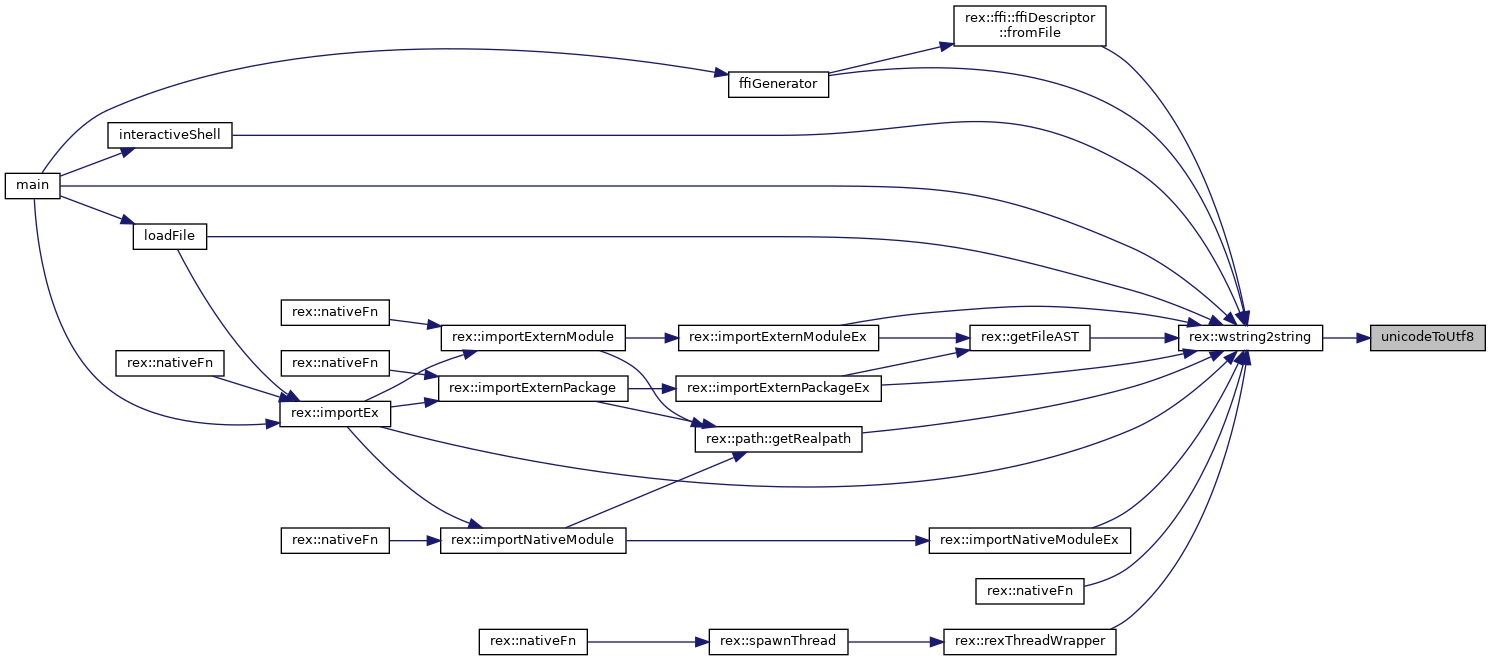 rex::ffi::ffiDescriptor
::fromFile
ffiGenerator
interactiveShell
main
loadFile
rex::nativeFn
rex::importExternModule
rex::importExternModuleEx
rex::getFileAST
rex::wstring2string
unicodeToUtf8
rex::nativeFn
rex::nativeFn
rex::importExternPackage
rex::importExternPackageEx
rex::importEx
rex::path::getRealpath
rex::nativeFn
rex::importNativeModule
rex::importNativeModuleEx
rex::nativeFn
rex::nativeFn
rex::spawnThread
rex::rexThreadWrapper